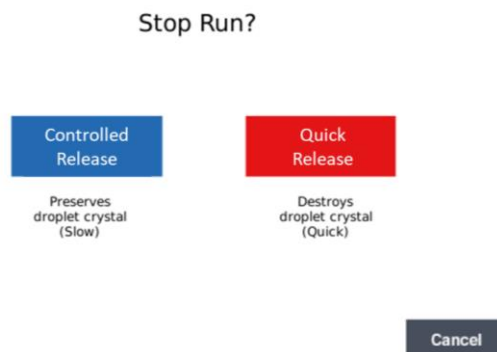 Stop Run?
Controlled
Release
Preserves
droplet crystal
(Slow)
Quick
Release
Destroys
droplet crystal
(Quick)
Cancel